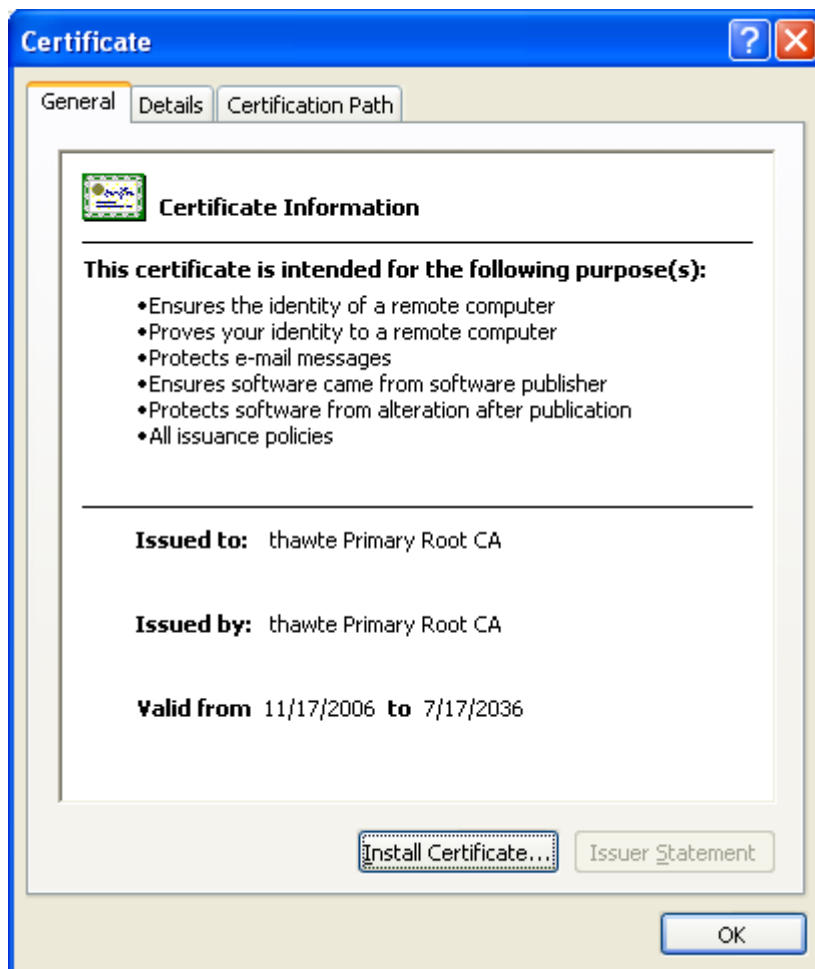 Certificate
General Details Certification Path
Certificate Information
This certificate is intended for the following purpose(s):
•Ensures the identity of a remote computer
•Proves your identity to a remote computer
•Protects e-mail messages
•Ensures software came from software publisher
•Protects software from alteration after publication
•All issuance policies
Issued to: thawte Primary Root CA
Issued by: thawte Primary Root CA
Valid from 11/17/2006 to 7/17/2036
Install Certificate... Issuer Statement
OK